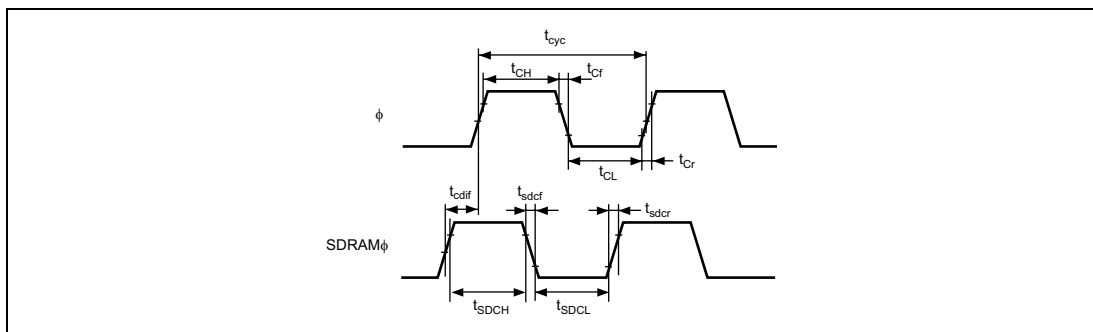 tcyc
tCH
tCf
ϕ
tCL
tCr
tcdif
tsdcf
tsdcr
SDRAMϕ
tSDCH
tSDCL